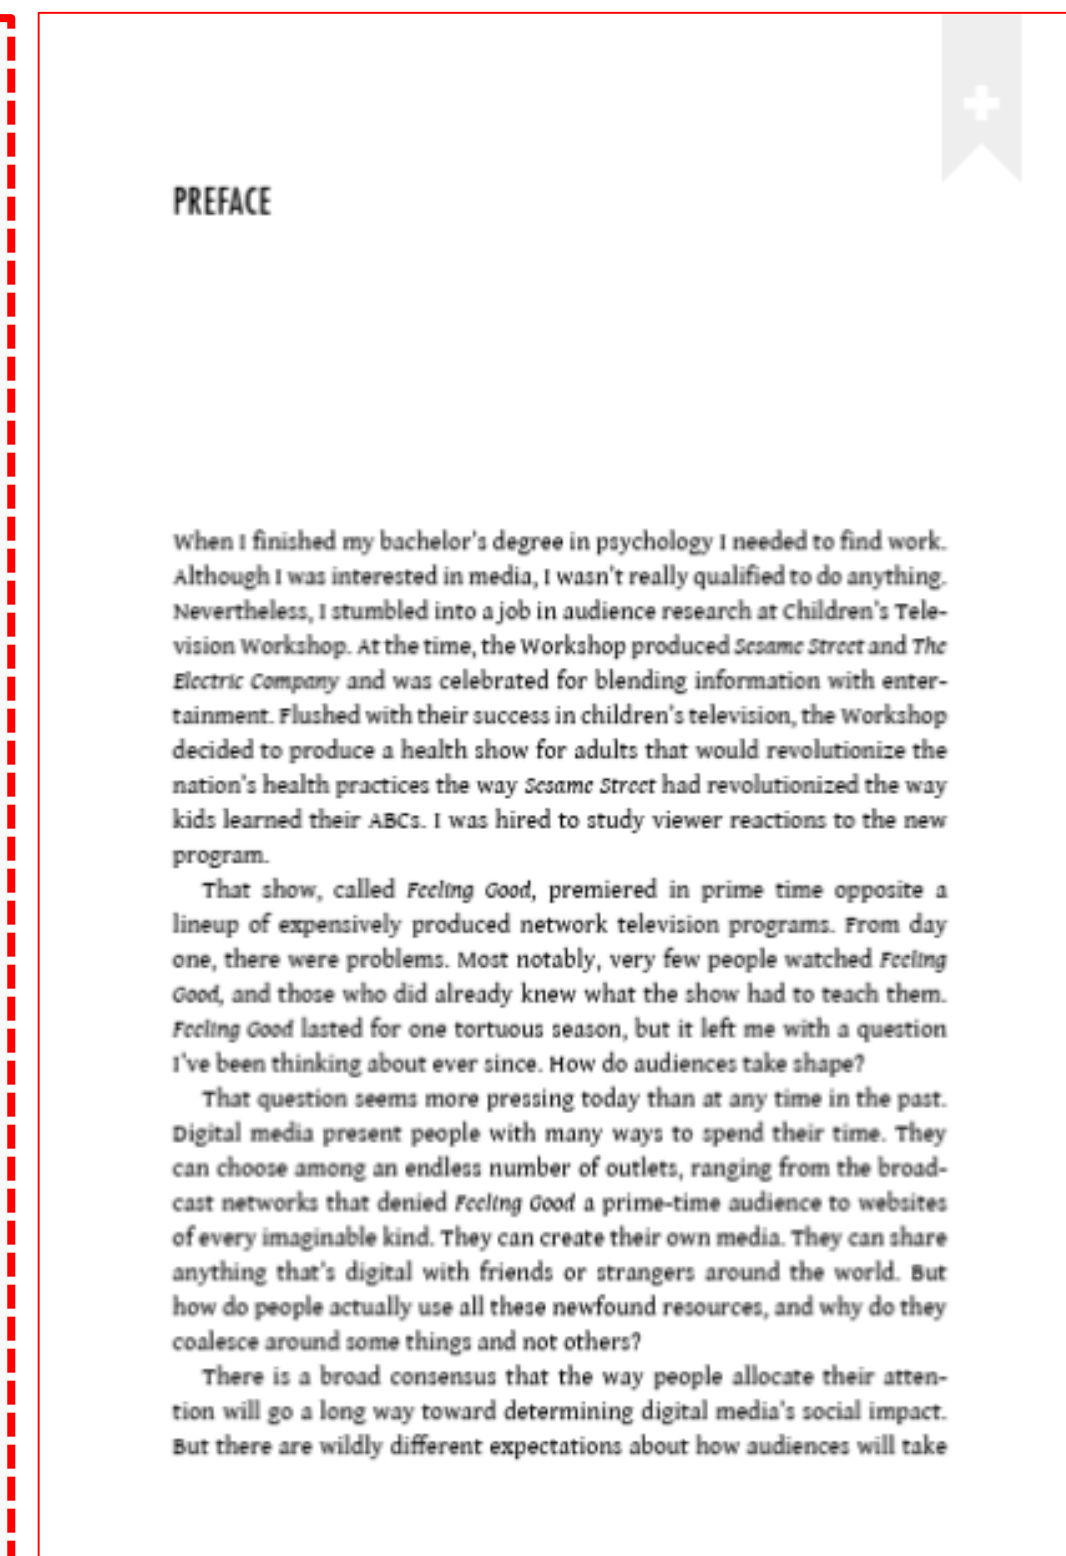 PREFACE
When I finished my bachelor's degree in psychology I needed to find work.
Although I was interested in media, I wasn't really qualified to do anything.
Nevertheless, I stumbled into a job in audience research at Children's Tele-
vision Workshop. At the time, the Workshop produced Sesame Street and The
Electric Company and was celebrated for blending information with enter-
tainment. Flushed with their success in children's television, the Workshop
decided to produce a health show for adults that would revolutionize the
nation's health practices the way Sesame Street had revolutionized the way
kids learned their ABCs. I was hired to study viewer reactions to the new
program.
That show, called Feeling Good, premiered in prime time opposite a
lineup of expensively produced network television programs. From day
one, there were problems. Most notably, very few people watched Feeling
Good, and those who did already knew what the show had to teach them.
Feeling Good lasted for one tortuous season, but it left me with a question
I've been thinking about ever since. How do audiences take shape?
That question seems more pressing today than at any time in the past.
Digital media present people with many ways to spend their time. They
can choose among an endless number of outlets, ranging from the broad-
cast networks that denied Feeling Good a prime-time audience to websites
of every imaginable kind. They can create their own media. They can share
anything that's digital with friends or strangers around the world. But
how do people actually use all these newfound resources, and why do they
coalesce around some things and not others?
There is a broad consensus that the way people allocate their atten-
tion will go a long way toward determining digital media's social impact.
But there are wildly different expectations about how audiences will take